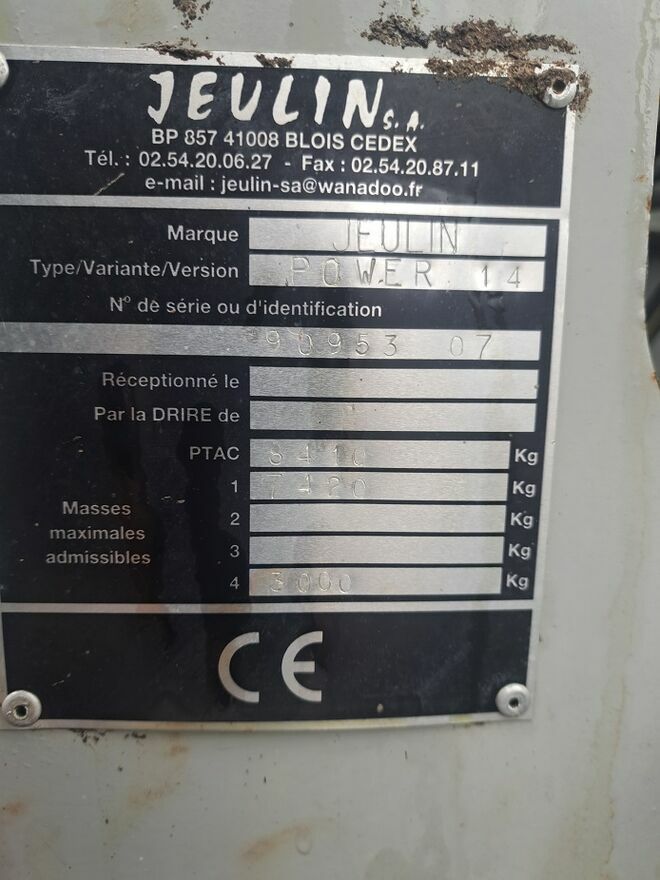 JEULIN S.A.
BP 857 41008 BLOIS CEDEX
Tél. : 02.54.20.06.27 - Fax : 02.54.20.87.11
e-mail : jeulin-sa@wanadoo.fr
Marque JEULIN
Type/Variante/Version POWER 14
N° de série ou d'identification
90953 07
Réceptionné le
Par la DRIRE de
PTAC 8410 Kg
Masses maximales admissibles
1 7420 Kg
2 Kg
3 Kg
4 3000 Kg
CE